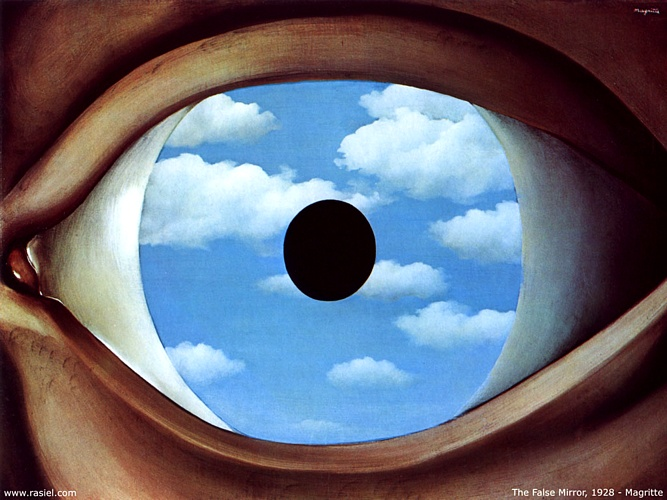 Magritte
www.rasiel.com
The False Mirror, 1928 - Magritte